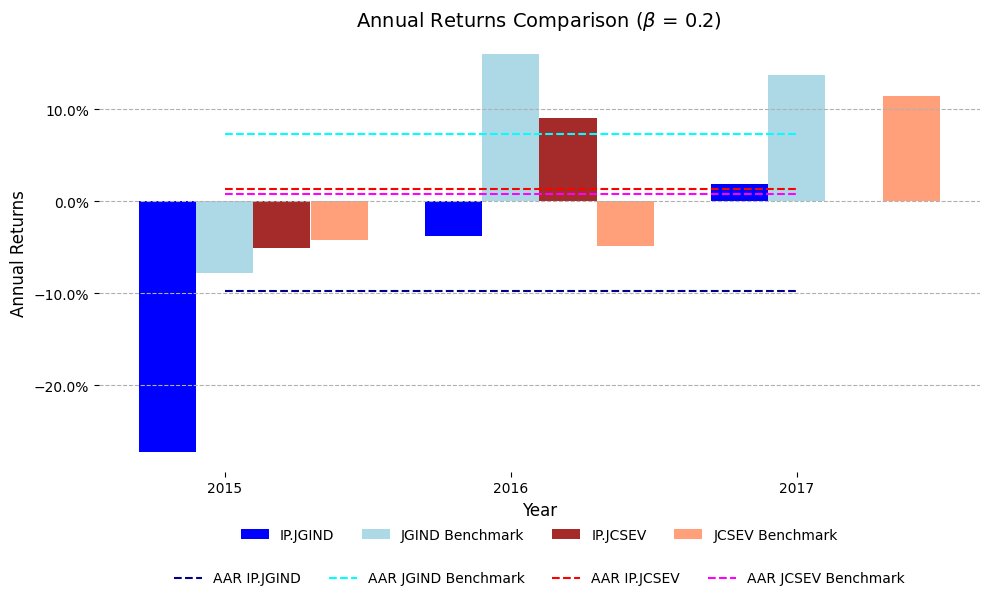 Annual Returns Comparison (β = 0.2)
10.0%
0.0%
−10.0%
−20.0%
Annual Returns
2015 2016 2017
Year
IP.JGIND JGIND Benchmark IP.JCSEV JCSEV Benchmark
AAR IP.JGIND AAR JGIND Benchmark AAR IP.JCSEV AAR JCSEV Benchmark